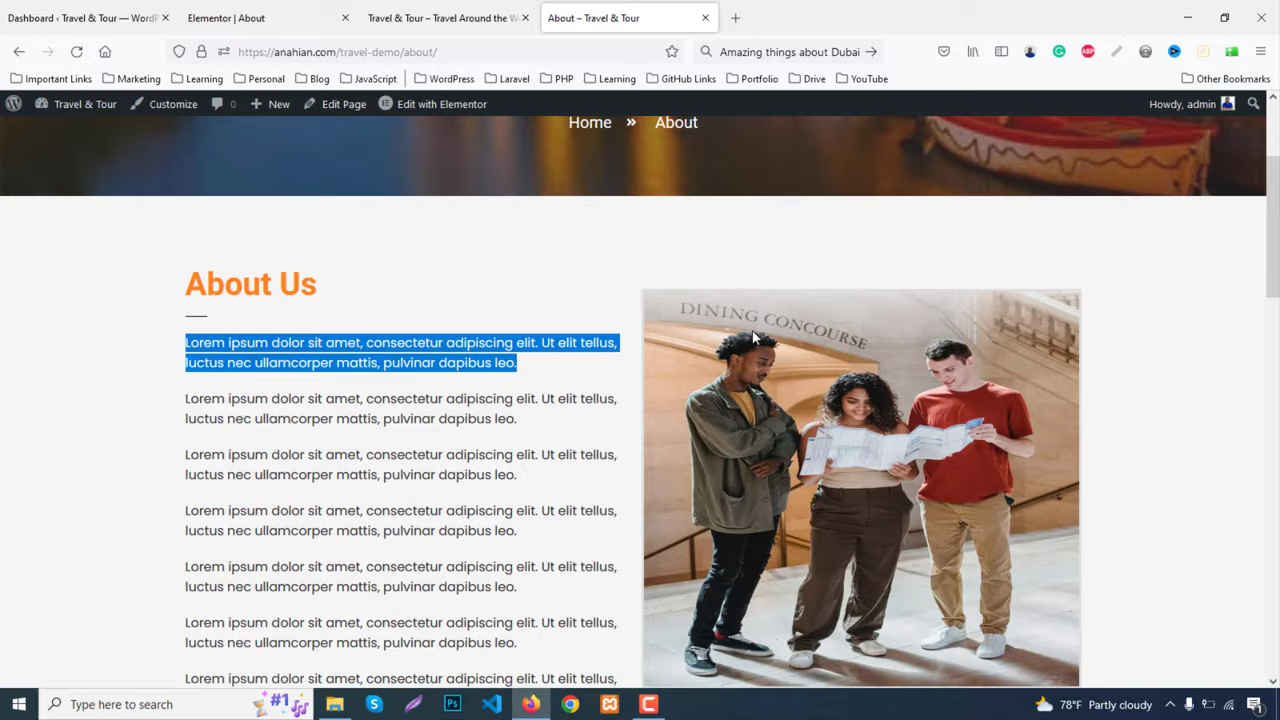 Dashboard ‹ Travel & Tour — WordP
Elementor | About
Travel & Tour – Travel Around the W
About – Travel & Tour
https://anahian.com/travel-demo/about/
Amazing things about Dubai
Important Links
Marketing
Learning
Personal
Blog
JavaScript
WordPress
Laravel
PHP
Learning
GitHub Links
Portfolio
Drive
YouTube
Other Bookmarks
Travel & Tour
Customize
0
New
Edit Page
Edit with Elementor
Howdy, admin
Home » About
About Us
Lorem ipsum dolor sit amet, consectetur adipiscing elit. Ut elit tellus,
luctus nec ullamcorper mattis, pulvinar dapibus leo.
Lorem ipsum dolor sit amet, consectetur adipiscing elit. Ut elit tellus,
luctus nec ullamcorper mattis, pulvinar dapibus leo.
Lorem ipsum dolor sit amet, consectetur adipiscing elit. Ut elit tellus,
luctus nec ullamcorper mattis, pulvinar dapibus leo.
Lorem ipsum dolor sit amet, consectetur adipiscing elit. Ut elit tellus,
luctus nec ullamcorper mattis, pulvinar dapibus leo.
Lorem ipsum dolor sit amet, consectetur adipiscing elit. Ut elit tellus,
luctus nec ullamcorper mattis, pulvinar dapibus leo.
Lorem ipsum dolor sit amet, consectetur adipiscing elit. Ut elit tellus,
luctus nec ullamcorper mattis, pulvinar dapibus leo.
Lorem ipsum dolor sit amet, consectetur adipiscing elit. Ut elit tellus,
DINING CONCOURSE
Type here to search
#1
Ps
78°F Partly cloudy